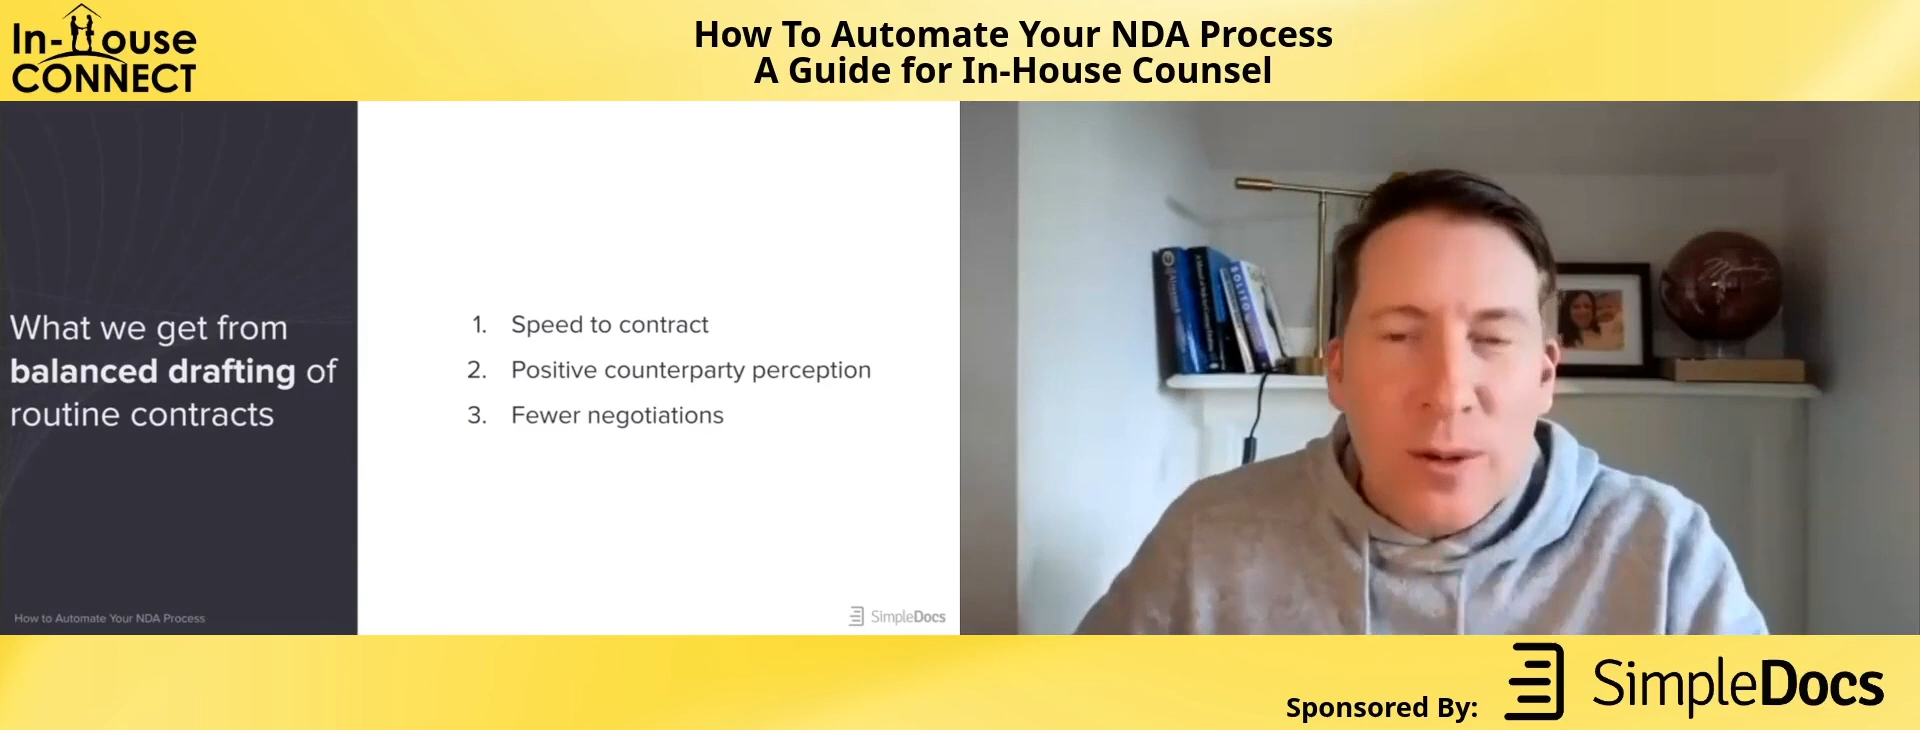 In-House
CONNECT
How To Automate Your NDA Process
A Guide for In-House Counsel
What we get from
balanced drafting of
routine contracts
1. Speed to contract
2. Positive counterparty perception
3. Fewer negotiations
How to Automate Your NDA Process
SimpleDocs
SOLITO
Sponsored By:
SimpleDocs